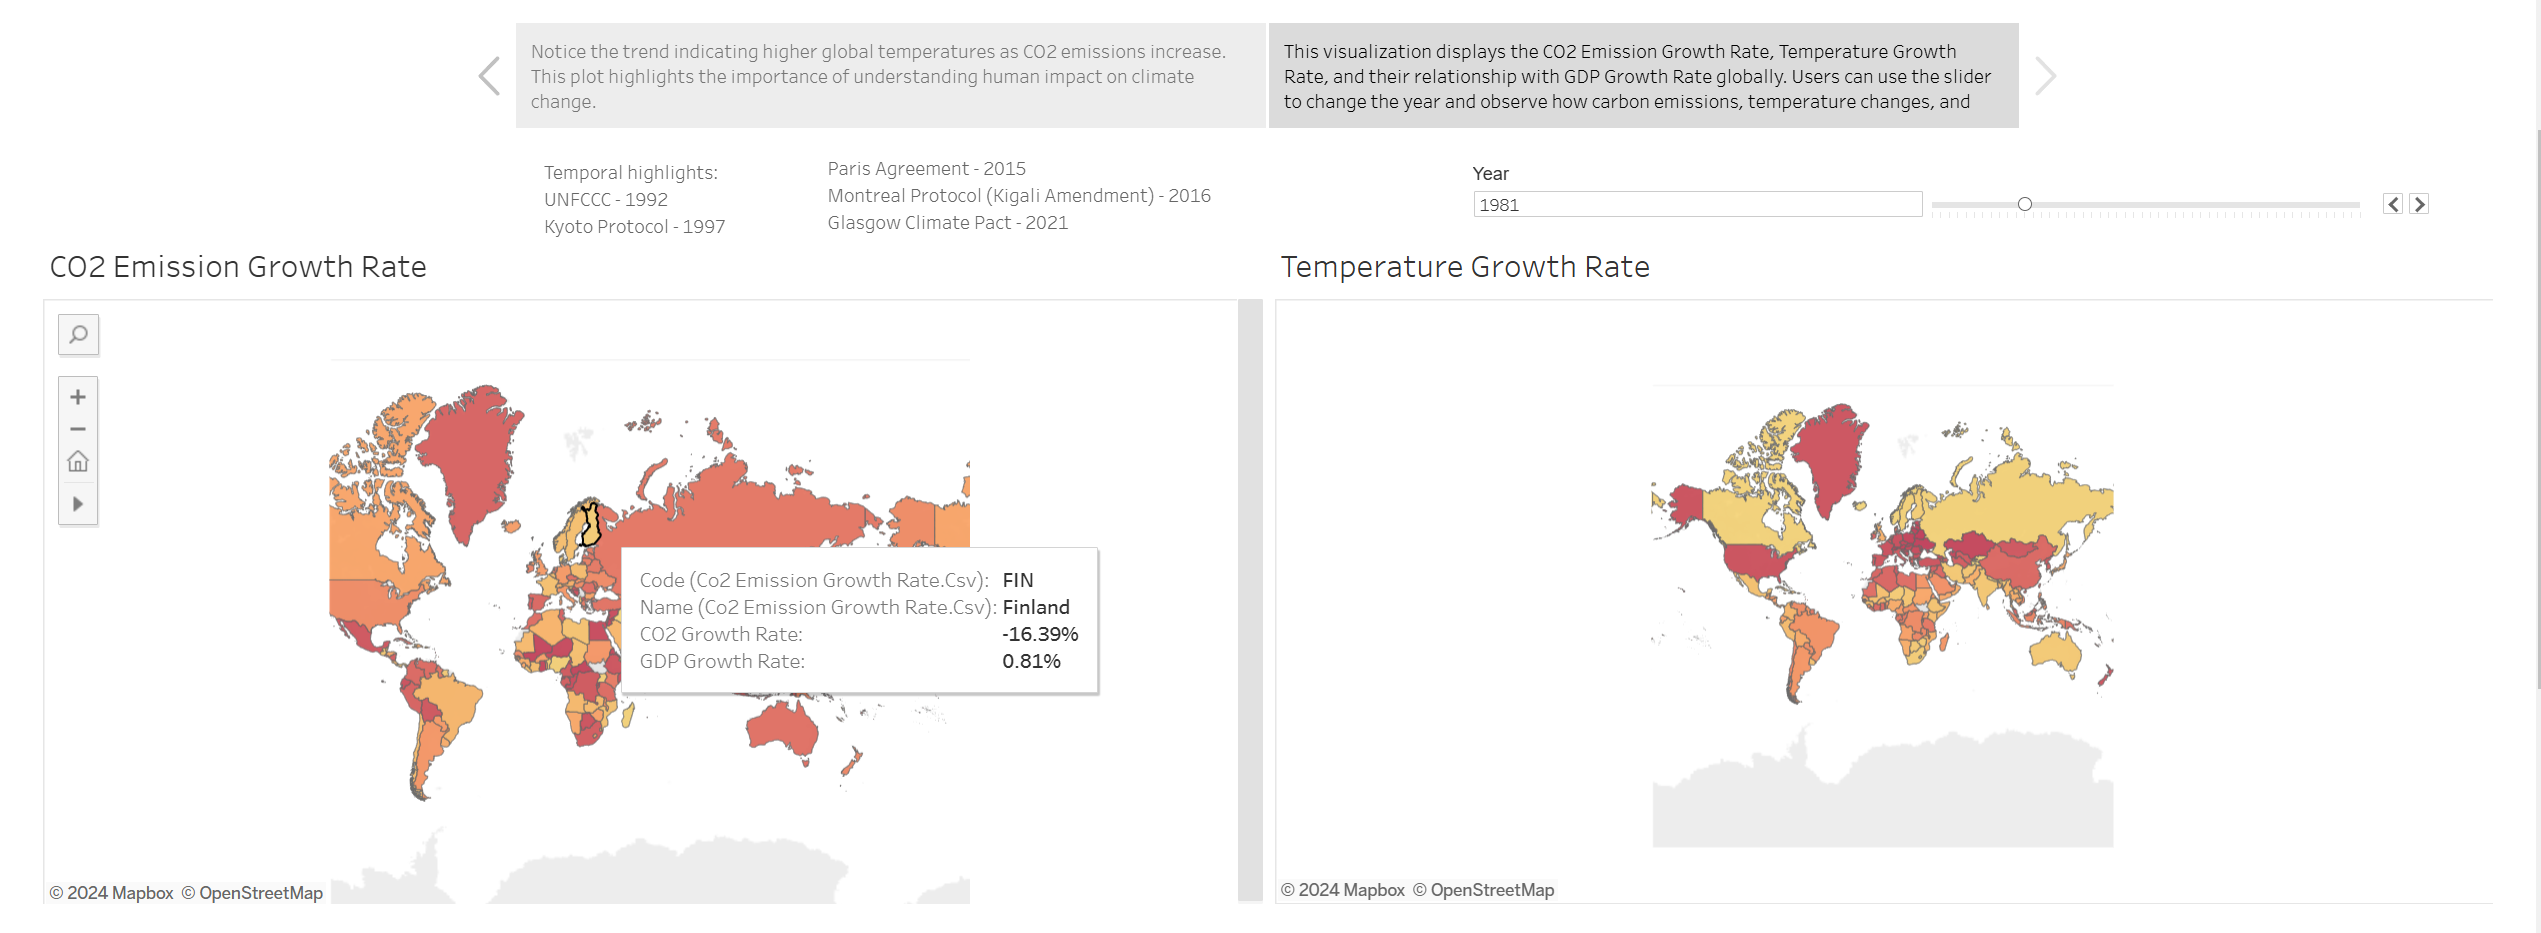 Notice the trend indicating higher global temperatures as CO2 emissions increase.
This plot highlights the importance of understanding human impact on climate
change.
This visualization displays the CO2 Emission Growth Rate, Temperature Growth
Rate, and their relationship with GDP Growth Rate globally. Users can use the slider
to change the year and observe how carbon emissions, temperature changes, and
Temporal highlights:
UNFCCC - 1992
Kyoto Protocol - 1997
Paris Agreement - 2015
Montreal Protocol (Kigali Amendment) - 2016
Glasgow Climate Pact - 2021
Year
1981
CO2 Emission Growth Rate
Temperature Growth Rate
Code (Co2 Emission Growth Rate.Csv): FIN
Name (Co2 Emission Growth Rate.Csv): Finland
CO2 Growth Rate: -16.39%
GDP Growth Rate: 0.81%
© 2024 Mapbox © OpenStreetMap
© 2024 Mapbox © OpenStreetMap